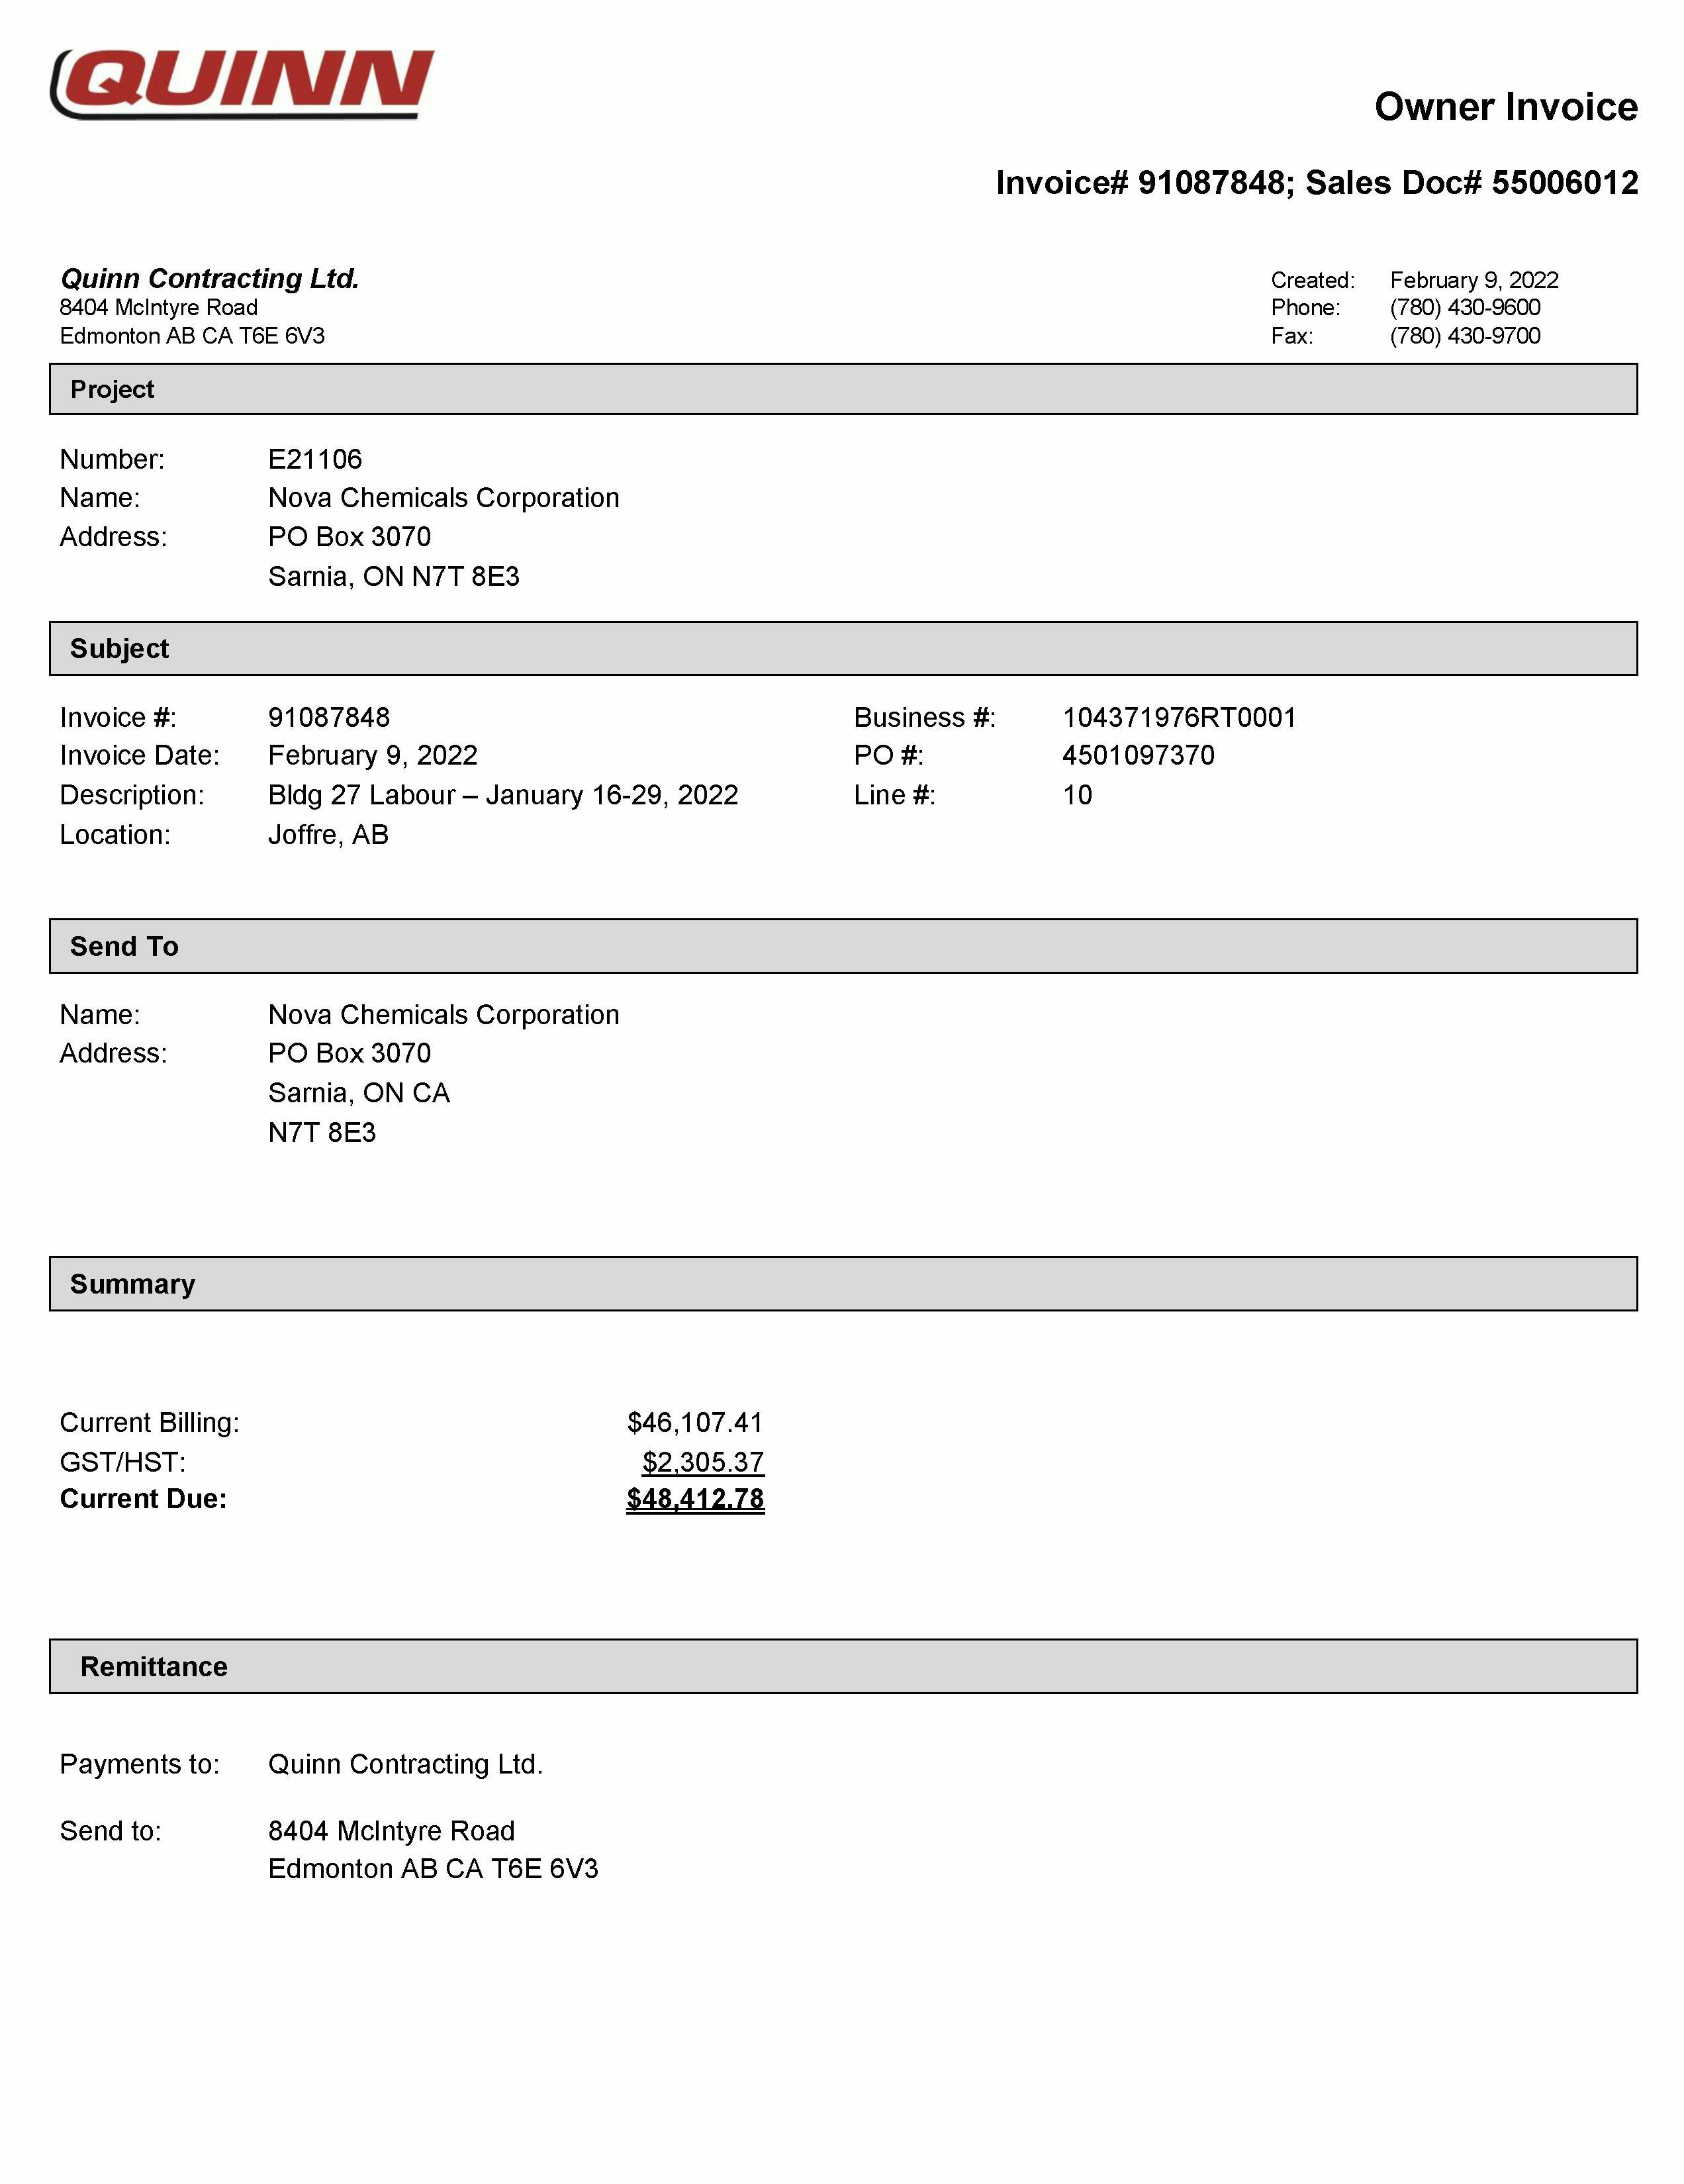 QUINN
Owner Invoice
Invoice# 91087848; Sales Doc# 55006012
Quinn Contracting Ltd.
8404 McIntyre Road
Edmonton AB CA T6E 6V3
Created: February 9, 2022
Phone: (780) 430-9600
Fax: (780) 430-9700
Project
Number: E21106
Name: Nova Chemicals Corporation
Address: PO Box 3070
Sarnia, ON N7T 8E3
Subject
Invoice #: 91087848 Business #: 104371976RT0001
Invoice Date: February 9, 2022 PO #: 4501097370
Description: Bldg 27 Labour – January 16-29, 2022 Line #: 10
Location: Joffre, AB
Send To
Name: Nova Chemicals Corporation
Address: PO Box 3070
Sarnia, ON CA
N7T 8E3
Summary
Current Billing: $46,107.41
GST/HST: $2,305.37
Current Due: $48,412.78
Remittance
Payments to: Quinn Contracting Ltd.
Send to: 8404 McIntyre Road
Edmonton AB CA T6E 6V3